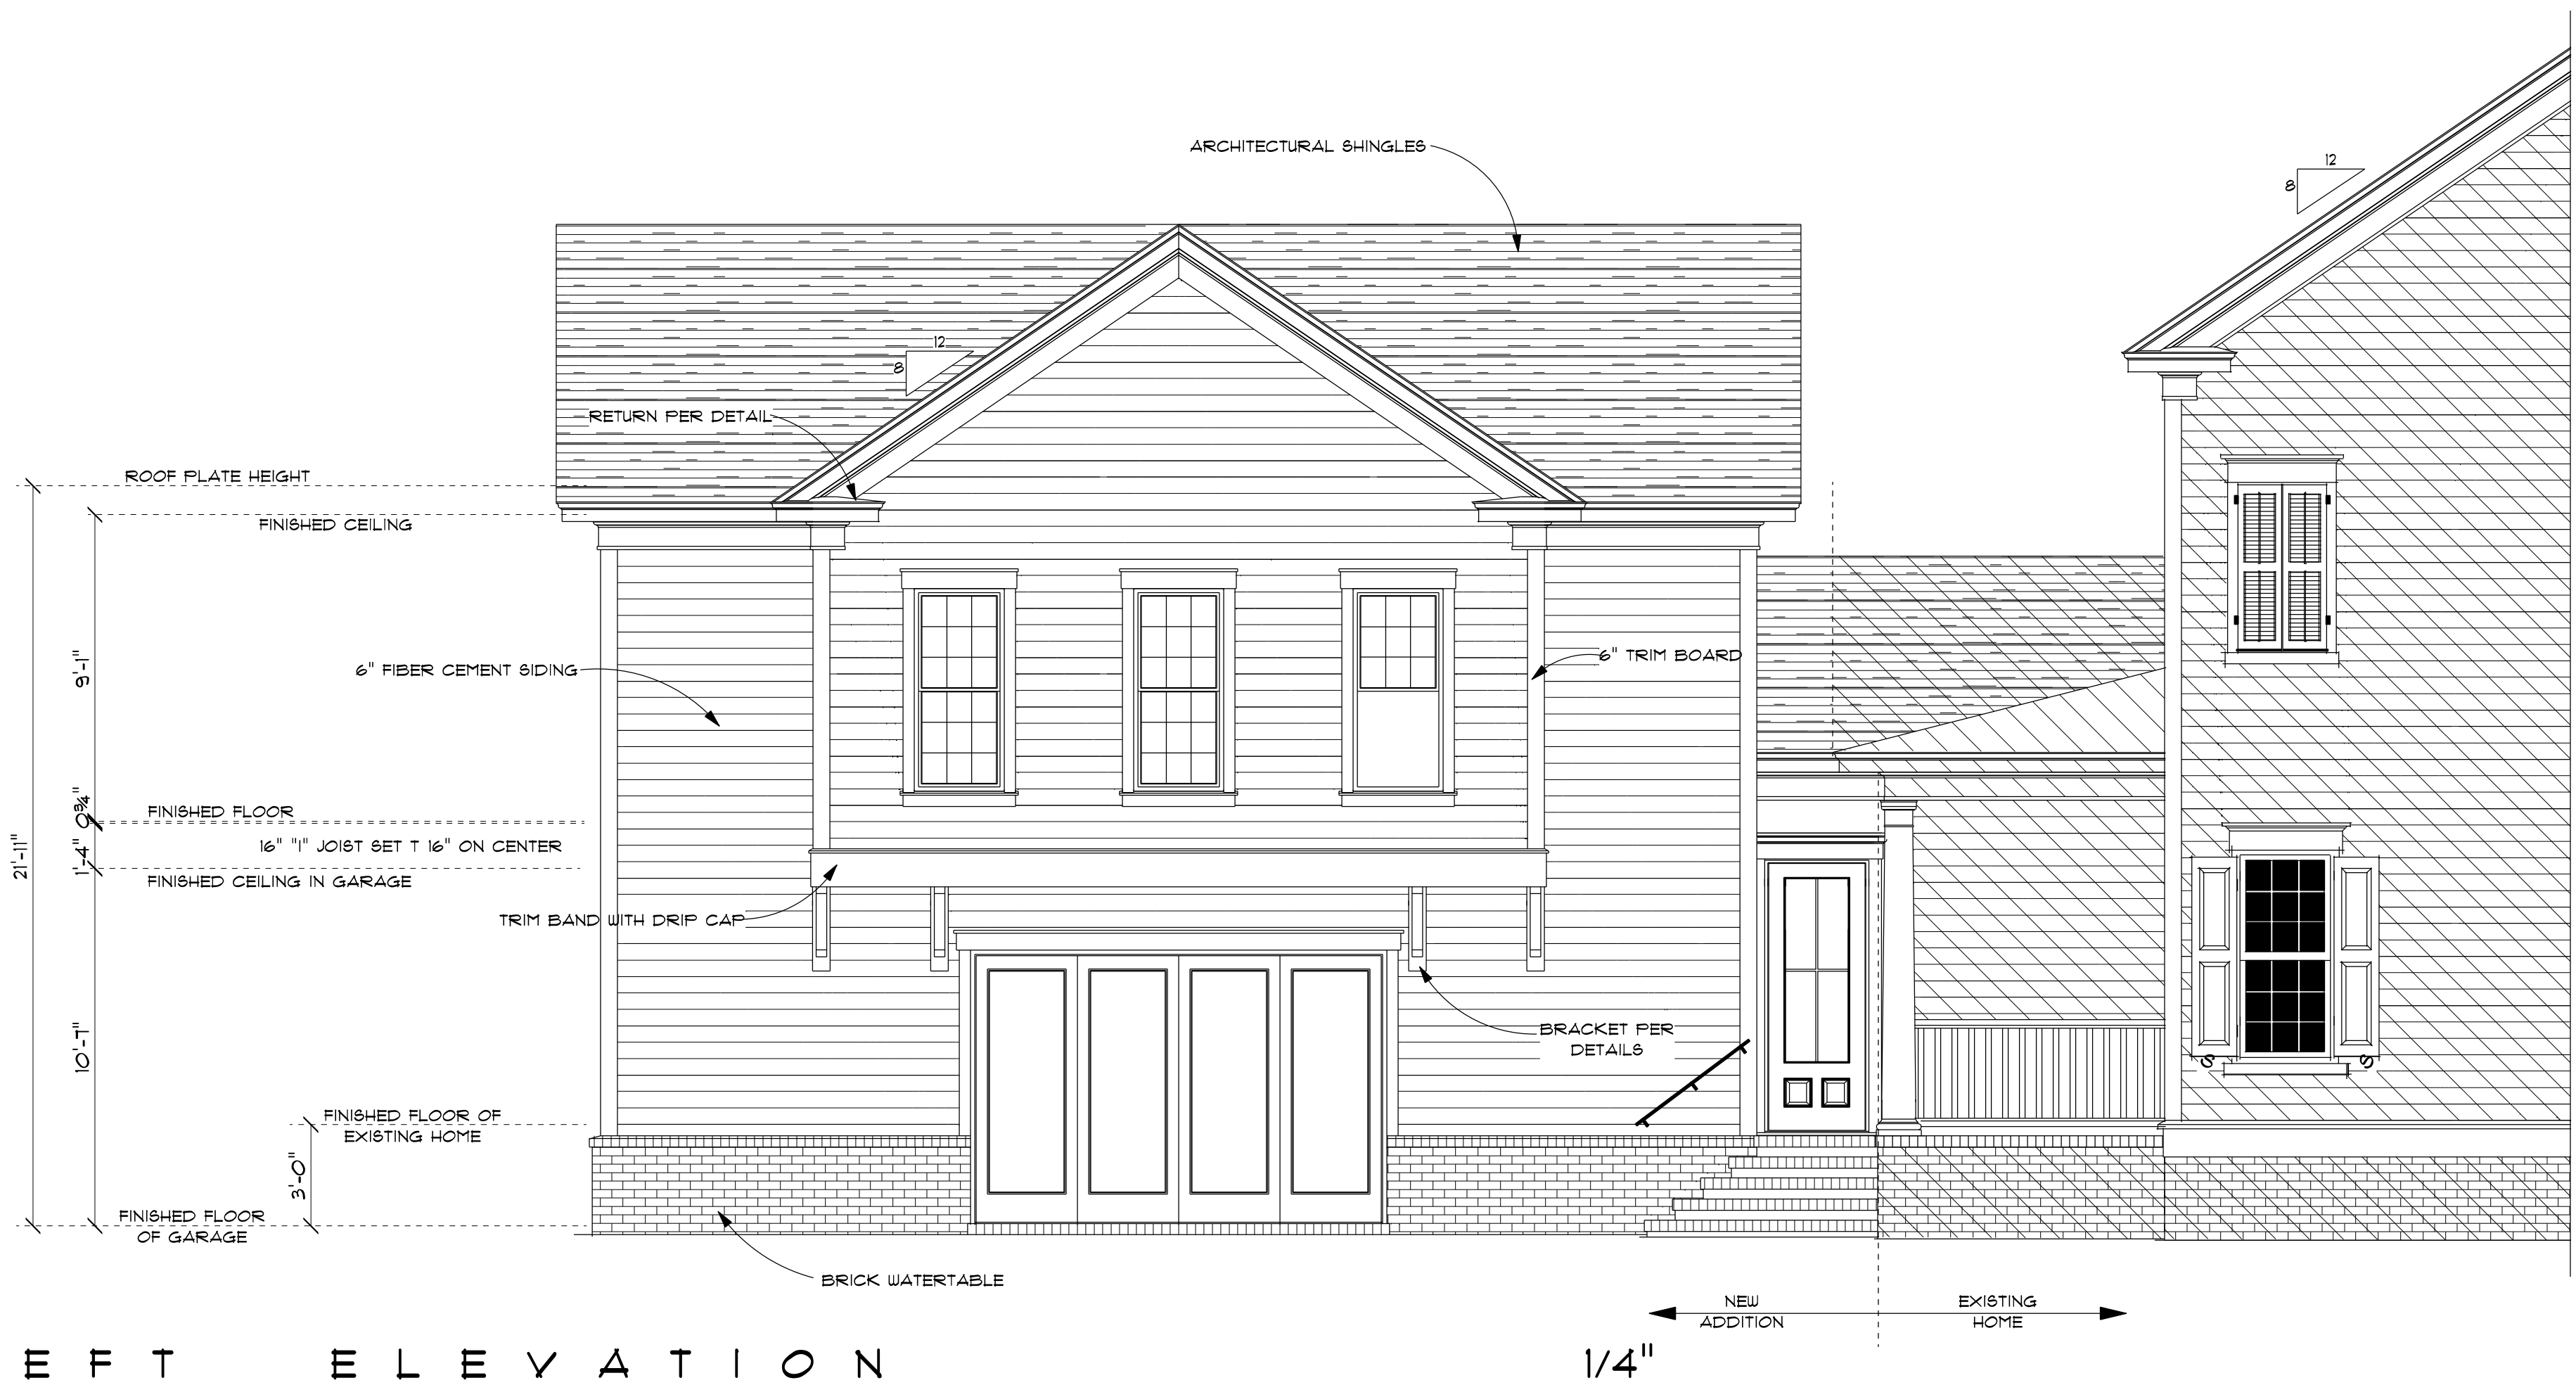 ARCHITECTURAL SHINGLES
12
8
12
8
RETURN PER DETAIL
ROOF PLATE HEIGHT
FINISHED CEILING
6" TRIM BOARD
6" FIBER CEMENT SIDING
9'-1"
FINISHED FLOOR
0¾"
16" "I" JOIST SET T 16" ON CENTER
1'-4"
21'-11"
FINISHED CEILING IN GARAGE
TRIM BAND WITH DRIP CAP
BRACKET PER
DETAILS
10'-7"
FINISHED FLOOR OF
EXISTING HOME
3'-0"
FINISHED FLOOR
OF GARAGE
BRICK WATERTABLE
NEW
ADDITION
EXISTING
HOME
EFT ELEVATION
1/4"